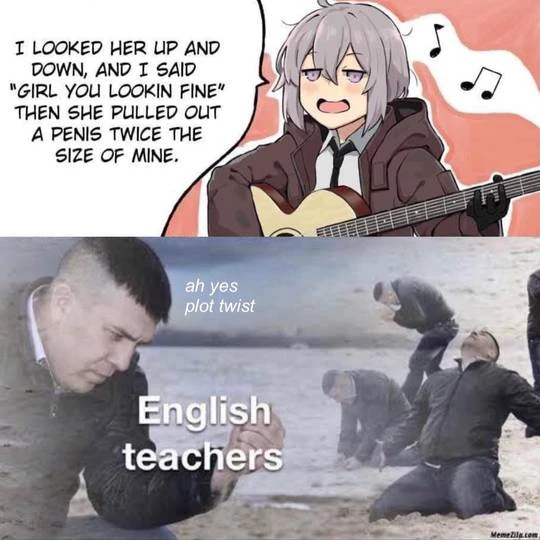 I LOOKED HER UP AND
DOWN, AND I SAID
"GIRL YOU LOOKIN FINE"
THEN SHE PULLED OUT
A PENIS TWICE THE
SIZE OF MINE.
ah yes
plot twist
English
teachers
MemeZila.com